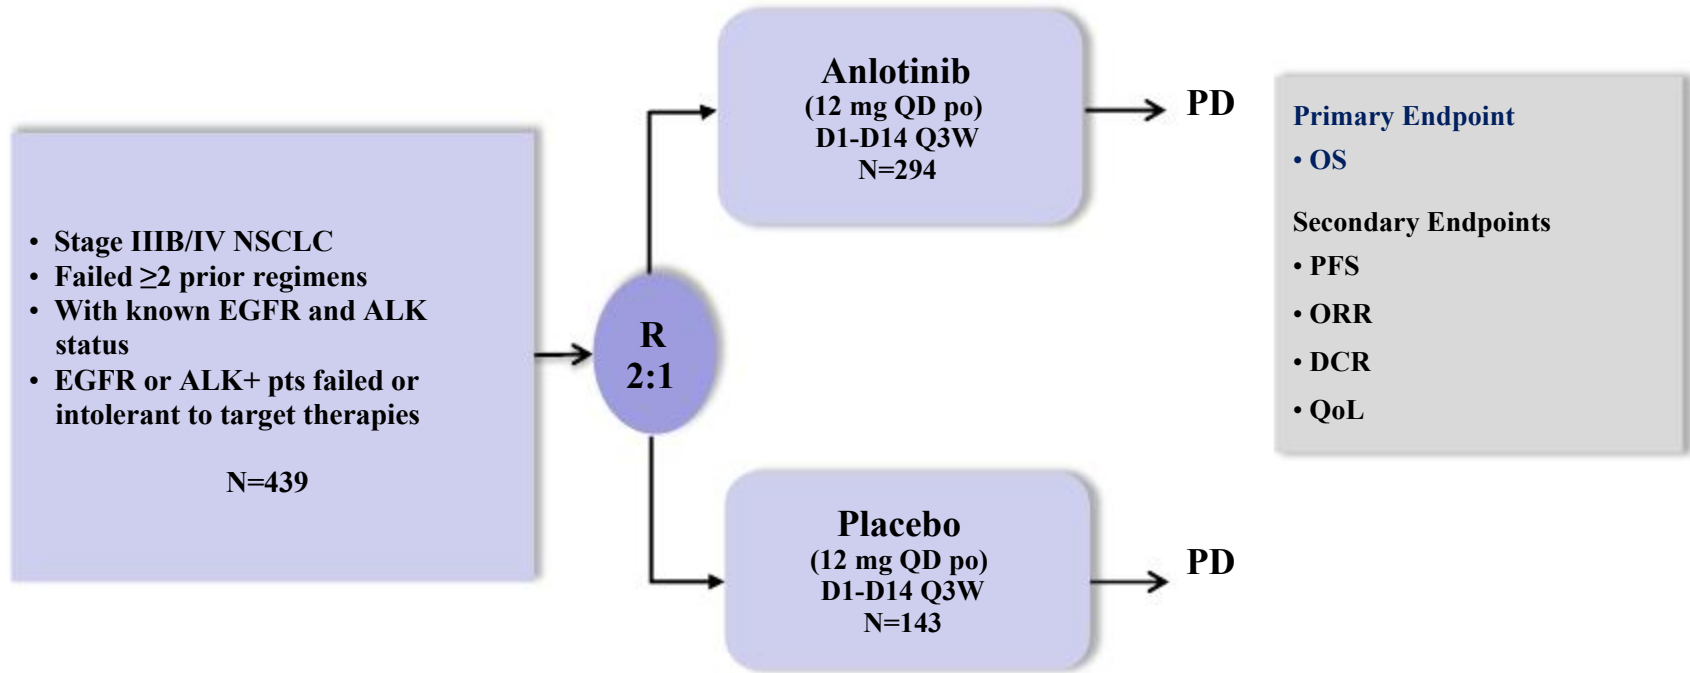 • Stage IIIB/IV NSCLC
• Failed ≥2 prior regimens
• With known EGFR and ALK
status
• EGFR or ALK+ pts failed or
intolerant to target therapies
N=439
R
2:1
Anlotinib
(12 mg QD po)
D1-D14 Q3W
N=294
PD
Placebo
(12 mg QD po)
D1-D14 Q3W
N=143
PD
Primary Endpoint
• OS
Secondary Endpoints
• PFS
• ORR
• DCR
• QoL